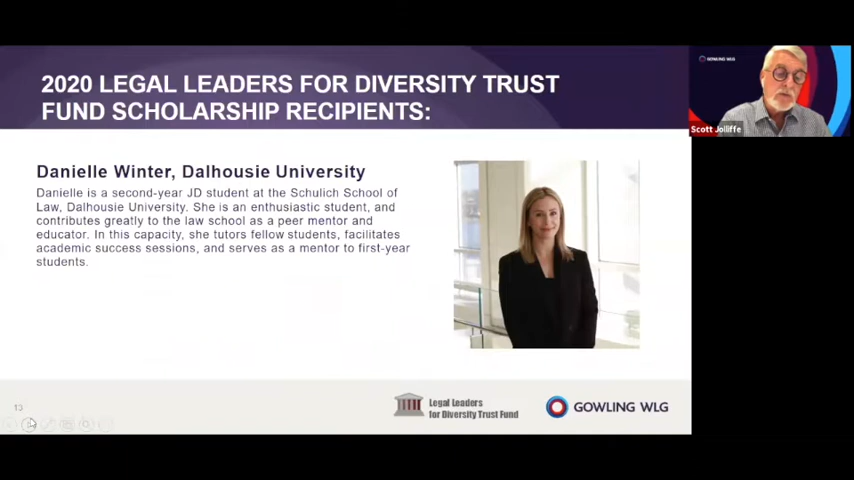 2020 LEGAL LEADERS FOR DIVERSITY TRUST
FUND SCHOLARSHIP RECIPIENTS:
GOWLING WLG
Scott Jolliffe
Danielle Winter, Dalhousie University
Danielle is a second-year JD student at the Schulich School of
Law, Dalhousie University. She is an enthusiastic student, and
contributes greatly to the law school as a peer mentor and
educator. In this capacity, she tutors fellow students, facilitates
academic success sessions, and serves as a mentor to first-year
students.
13
Legal Leaders
for Diversity Trust Fund
GOWLING WLG